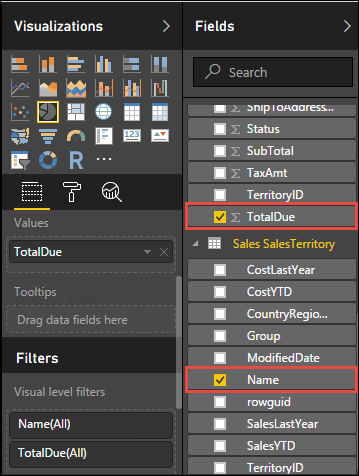 Visualizations
123
R
...
Values
TotalDue
Tooltips
Drag data fields here
Filters
Visual level filters
Name(All)
TotalDue(All)
Fields
Search
ShipToAddress...
Σ Status
Σ SubTotal
Σ TaxAmt
TerritoryID
Σ TotalDue
Sales SalesTerritory
CostLastYear
CostYTD
CountryRegio...
Group
ModifiedDate
Name
rowguid
SalesLastYear
SalesYTD
TerritoryID